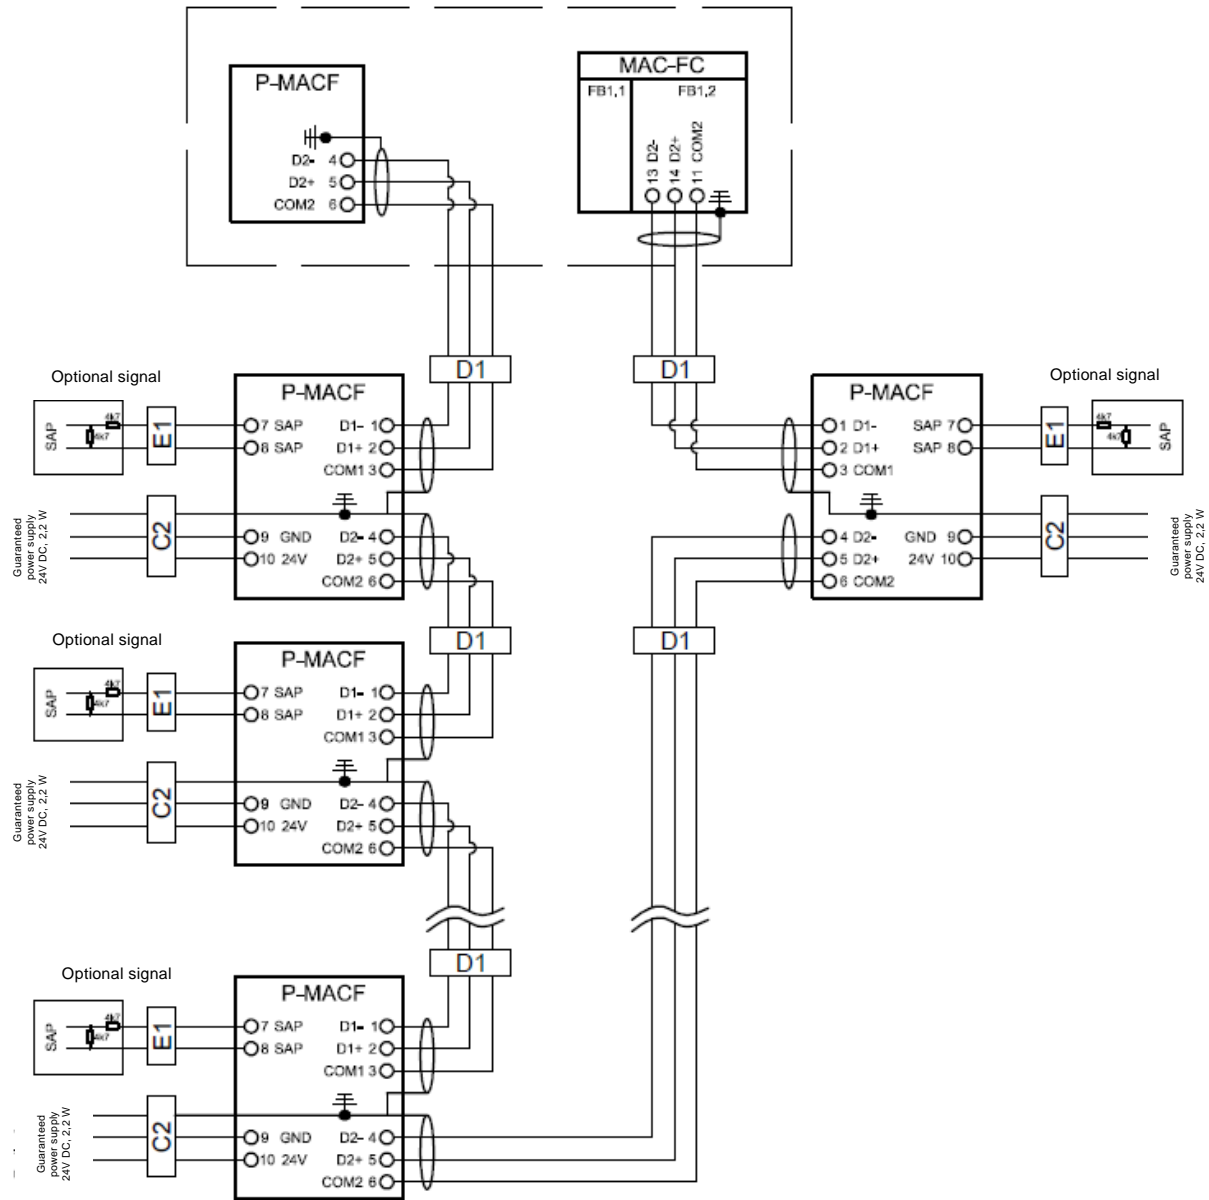 P-MACF
D2- 4
D2+ 5
COM2 6
MAC-FC
FB1,1 FB1,2
13 D2-
14 D2+
11 COM2
D1
D1
Optional signal
SAP
4k7
4k7
E1
C2
Guaranteed
power supply
24V DC, 2,2 W
P-MACF
7 SAP D1- 1
8 SAP D1+ 2
COM1 3
9 GND D2- 4
10 24V D2+ 5
COM2 6
P-MACF
1 D1- SAP 7
2 D1+ SAP 8
3 COM1
4 D2- GND 9
5 D2+ 24V 10
6 COM2
Optional signal
E1
4k7
4k7
SAP
C2
Guaranteed
power supply
24V DC, 2,2 W
D1
D1
Optional signal
SAP
4k7
4k7
E1
C2
Guaranteed
power supply
24V DC, 2,2 W
P-MACF
7 SAP D1- 1
8 SAP D1+ 2
COM1 3
9 GND D2- 4
10 24V D2+ 5
COM2 6
D1
Optional signal
SAP
4k7
4k7
E1
C2
Guaranteed
power supply
24V DC, 2,2 W
P-MACF
7 SAP D1- 1
8 SAP D1+ 2
COM1 3
9 GND D2- 4
10 24V D2+ 5
COM2 6